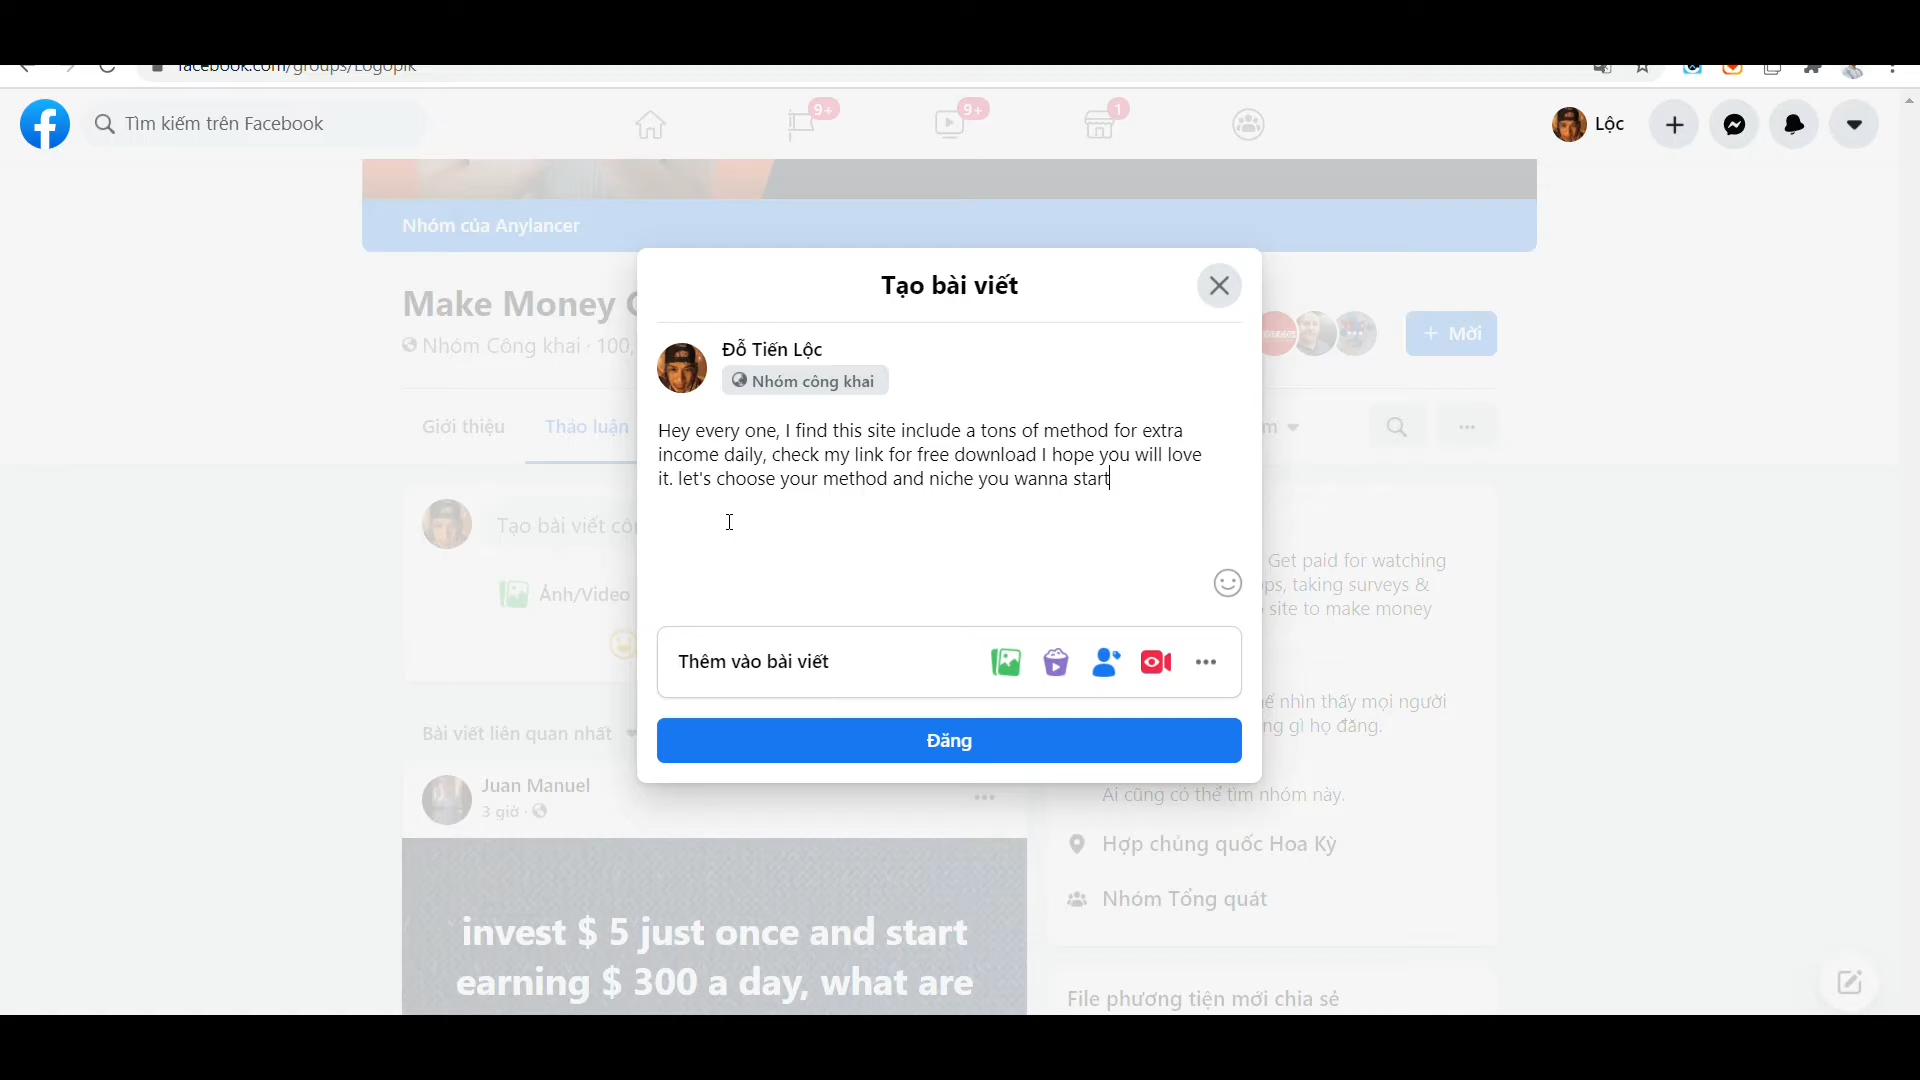 facebook.com/groups/Logopik
Tìm kiếm trên Facebook
9+
9+
1
Lộc
Nhóm của Anylancer
Make Money
Nhóm Công khai · 100,
Mời
Giới thiệu
Thảo luận
Tạo bài viết
Đỗ Tiến Lộc
Nhóm công khai
Hey every one, I find this site include a tons of method for extra
income daily, check my link for free download I hope you will love
it. let's choose your method and niche you wanna start
Thêm vào bài viết
Đăng
Tạo bài viết
Ảnh/Video
Get paid for watching
taking surveys &
site to make money
nhìn thấy mọi người
gì họ đăng.
Ai cũng có thể tìm nhóm này.
Hợp chủng quốc Hoa Kỳ
Nhóm Tổng quát
File phương tiện mới chia sẻ
Bài viết liên quan nhất
Juan Manuel
3 giờ ·
invest $ 5 just once and start
earning $ 300 a day, what are